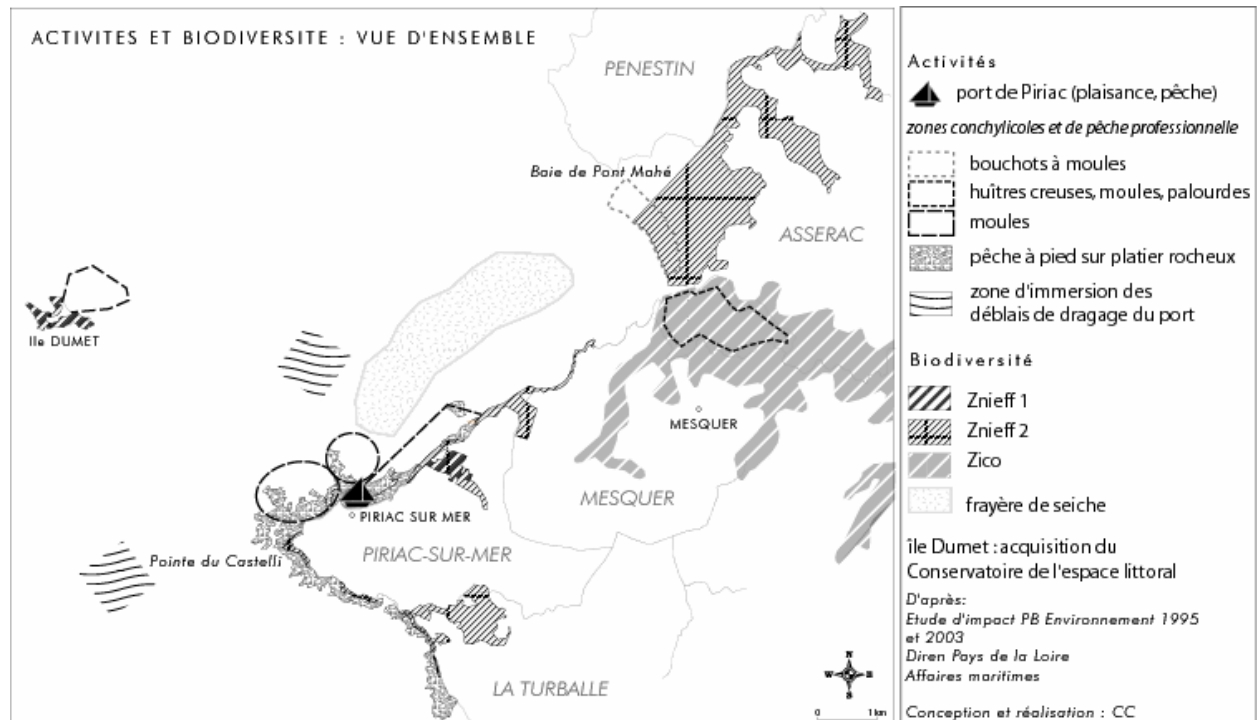 ACTIVITES ET BIODIVERSITE : VUE D'ENSEMBLE
PENESTIN
Baie de Pont Mahé
ASSERAC
Ile DUMET
MESQUER
MESQUER
PIRIAC SUR MER
PIRIAC-SUR-MER
Pointe du Castelli
LA TURBALLE
N
W E
S
0 1 km
Activités
port de Piriac (plaisance, pêche)
zones conchylicoles et de pêche professionnelle
bouchots à moules
huîtres creuses, moules, palourdes
moules
pêche à pied sur platier rocheux
zone d'immersion des
déblais de dragage du port
Biodiversité
Znieff 1
Znieff 2
Zico
frayère de seiche
île Dumet : acquisition du
Conservatoire de l'espace littoral
D'après:
Etude d'impact PB Environnement 1995
et 2003
Diren Pays de la Loire
Affaires maritimes
Conception et réalisation : CC